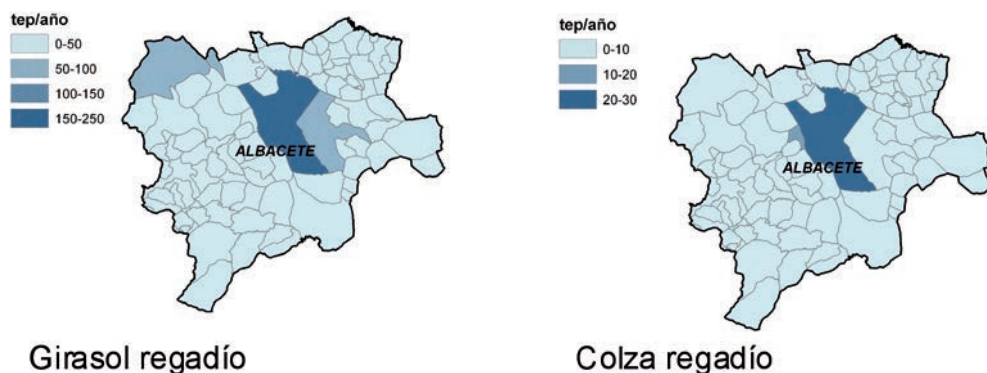 tep/año
0-50
50-100
100-150
150-250
ALBACETE
Girasol regadío
tep/año
0-10
10-20
20-30
ALBACETE
Colza regadío